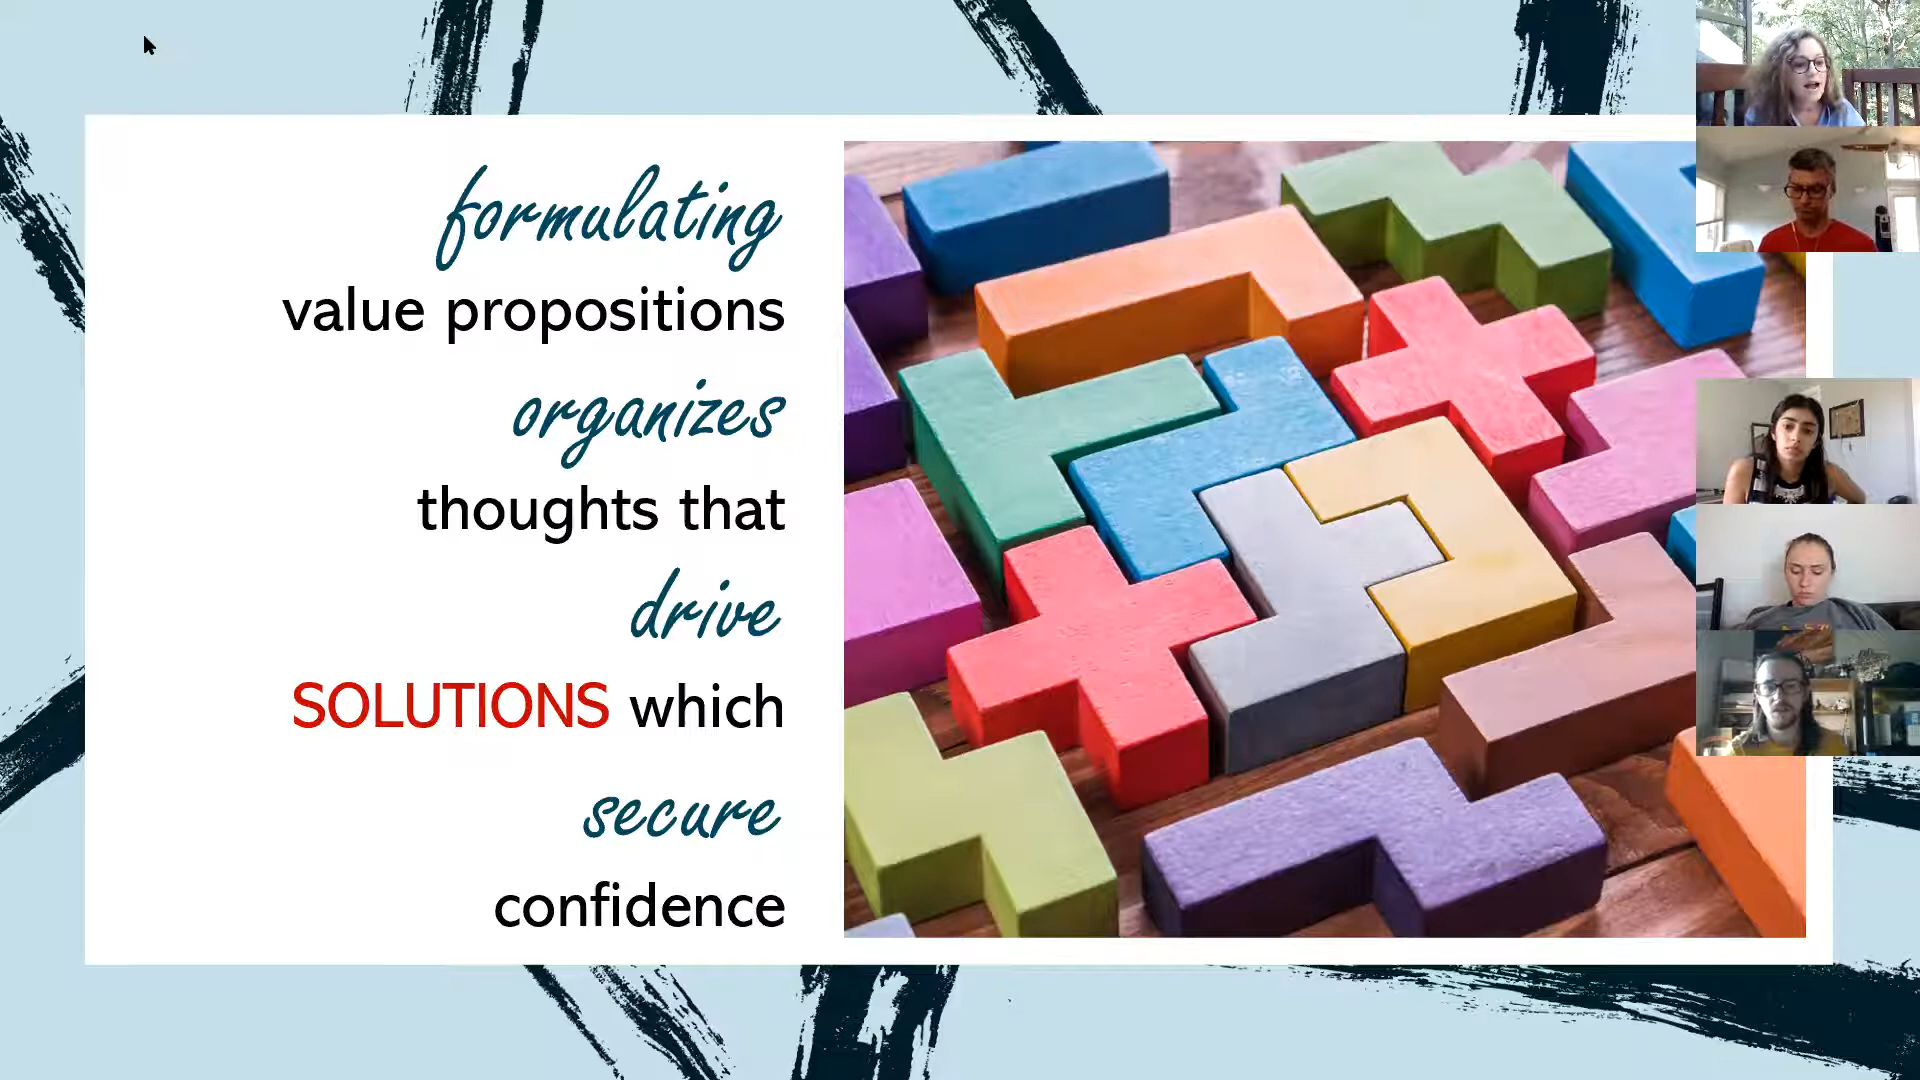 formulating
value propositions
organizes
thoughts that
drive
SOLUTIONS which
secure
confidence